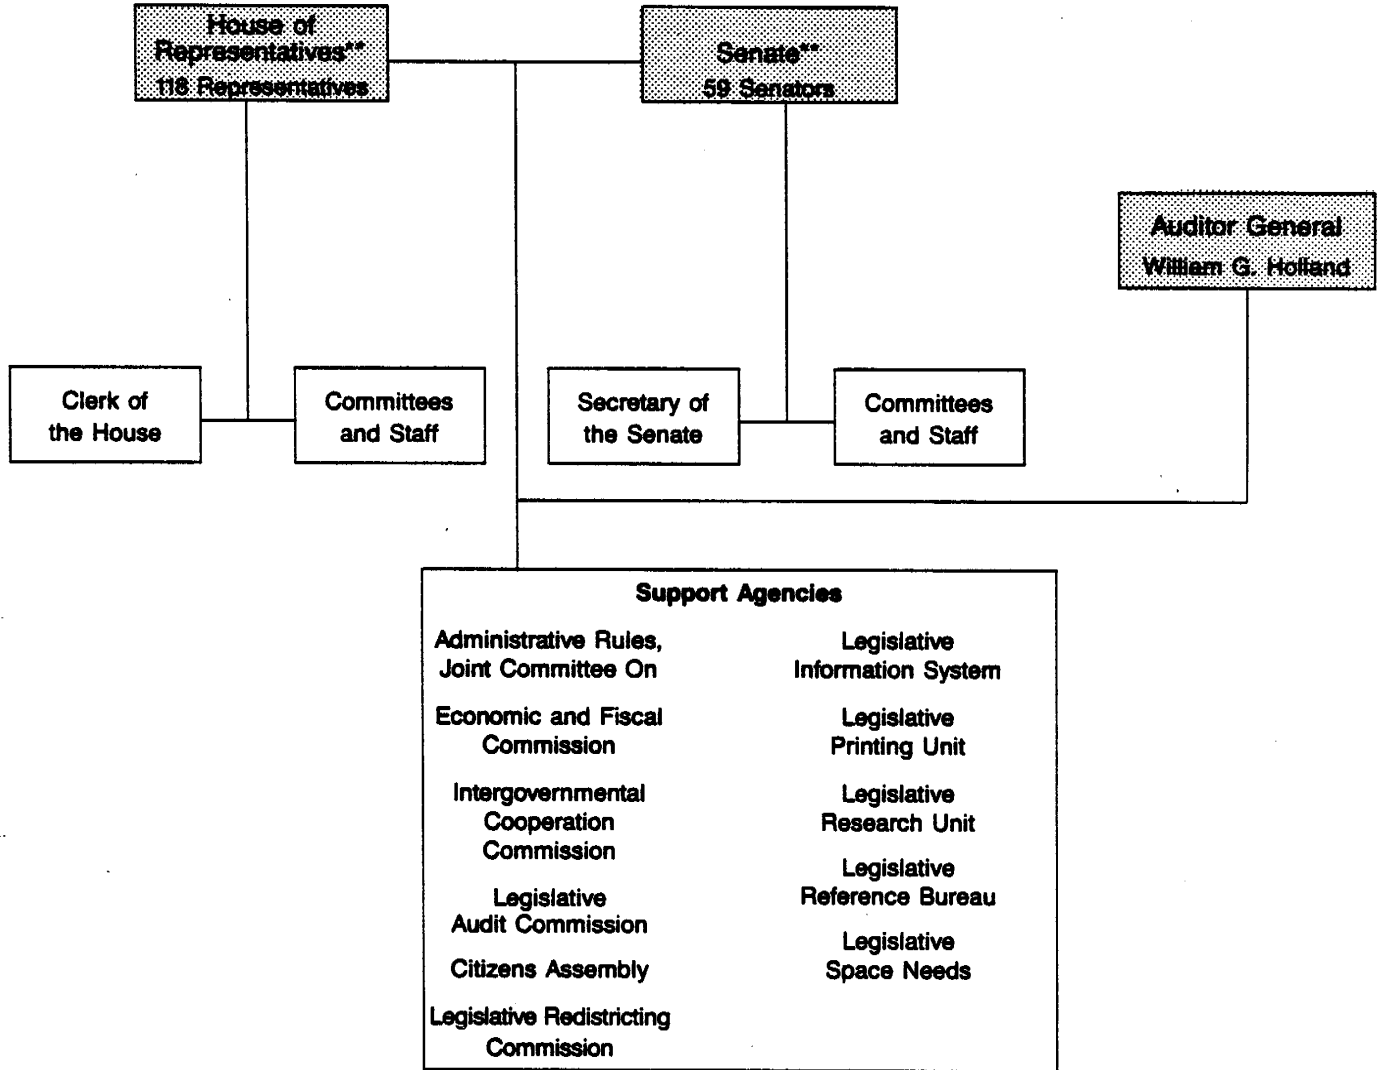 House of
Representatives**
118 Representatives
Senate**
59 Senators
Auditor General
William G. Holland
Clerk of
the House
Committees
and Staff
Secretary of
the Senate
Committees
and Staff
Support Agencies
Administrative Rules,
Joint Committee On
Economic and Fiscal
Commission
Intergovernmental
Cooperation
Commission
Legislative
Audit Commission
Citizens Assembly
Legislative Redistricting
Commission
Legislative
Information System
Legislative
Printing Unit
Legislative
Research Unit
Legislative
Reference Bureau
Legislative
Space Needs